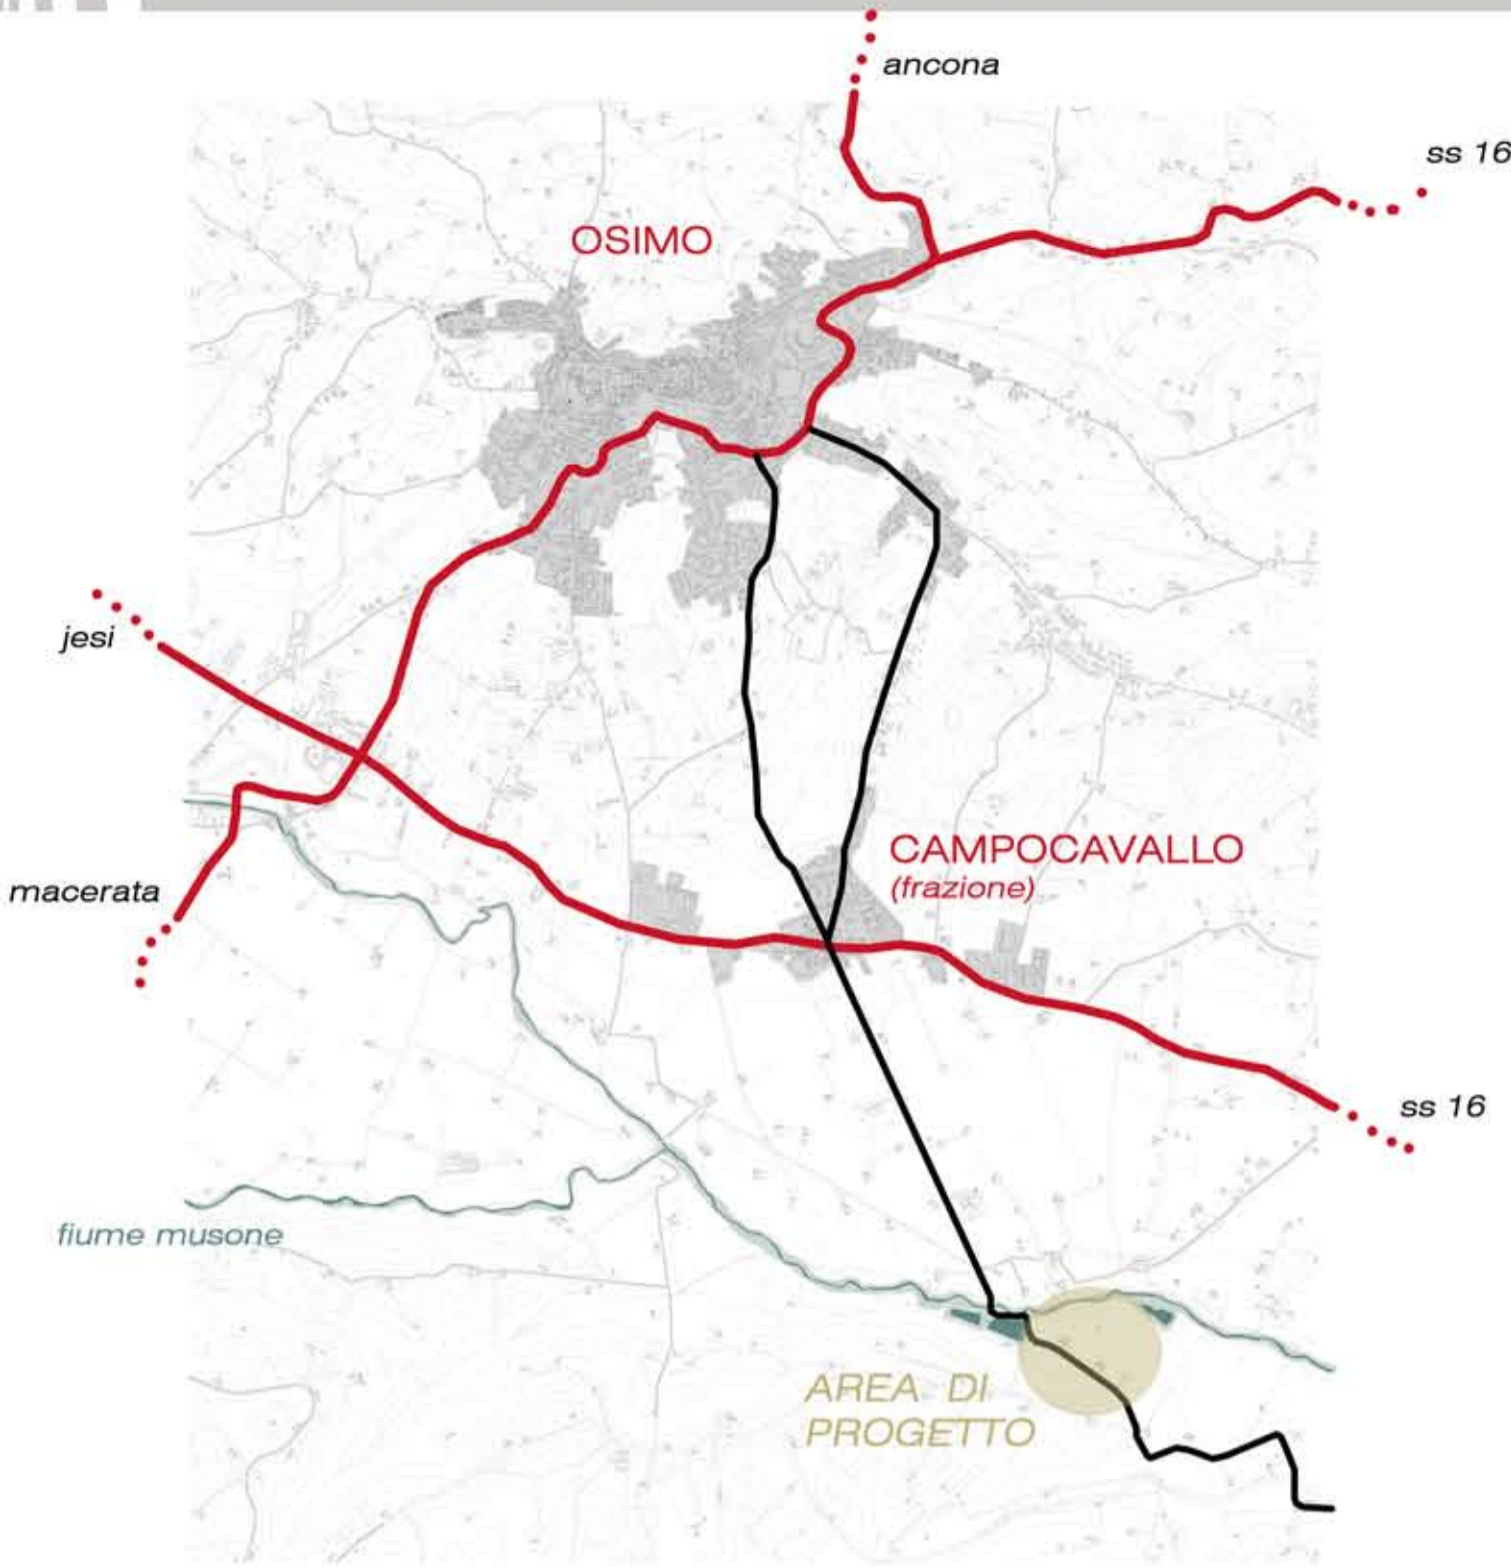 ancona
ss 16
OSIMO
jesi
CAMPOCAVALLO
(frazione)
macerata
ss 16
fiume musone
AREA DI
PROGETTO